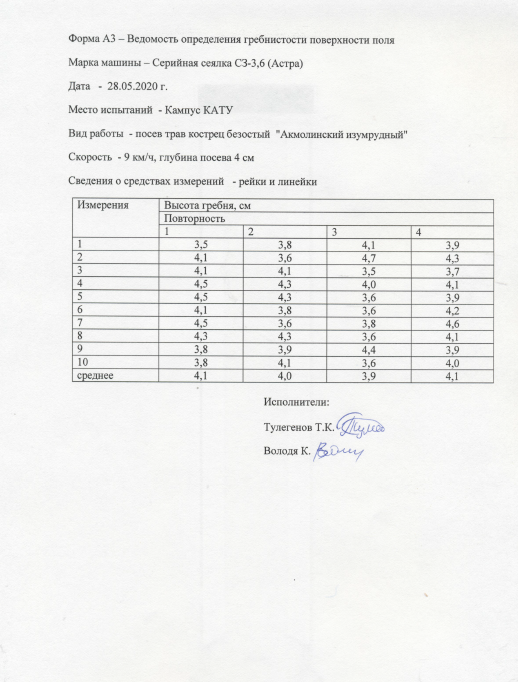 Форма А3 – Ведомость определения гребнистости поверхности поля
Марка машины – Серийная сеялка СЗ-3,6 (Астра)
Дата - 28.05.2020 г.
Место испытаний - Кампус КАТУ
Вид работы - посев трав кострец безостый "Акмолинский изумрудный"
Скорость - 9 км/ч, глубина посева 4 см
Сведения о средствах измерений - рейки и линейки
Измерения Высота гребня, см
Повторность
1 2 3 4
1 3,5 3,8 4,1 3,9
2 4,1 3,6 4,7 4,3
3 4,1 4,1 3,5 3,7
4 4,5 4,3 4,0 4,1
5 4,5 4,3 3,6 3,9
6 4,1 3,8 3,6 4,2
7 4,5 3,6 3,8 4,6
8 4,3 4,3 3,6 4,1
9 3,8 3,9 4,4 3,9
10 3,8 4,1 3,6 4,0
среднее 4,1 4,0 3,9 4,1
Исполнители:
Тулегенов Т.К.
Володя К.